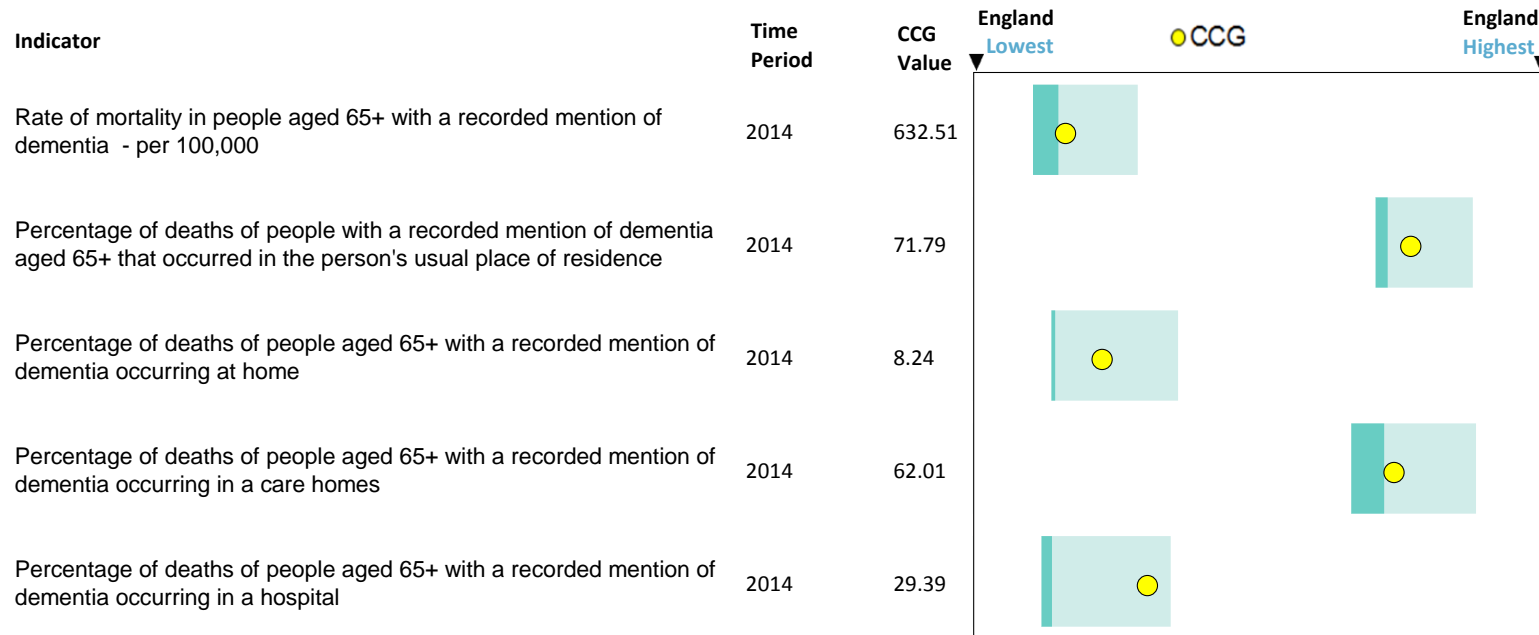 Indicator
Time
Period
CCG
Value
England
Lowest
CCG
England
Highest
Rate of mortality in people aged 65+ with a recorded mention of
dementia  - per 100,000
2014
632.51
Percentage of deaths of people with a recorded mention of dementia
aged 65+ that occurred in the person's usual place of residence
2014
71.79
Percentage of deaths of people aged 65+ with a recorded mention of
dementia occurring at home
2014
8.24
Percentage of deaths of people aged 65+ with a recorded mention of
dementia occurring in a care homes
2014
62.01
Percentage of deaths of people aged 65+ with a recorded mention of
dementia occurring in a hospital
2014
29.39